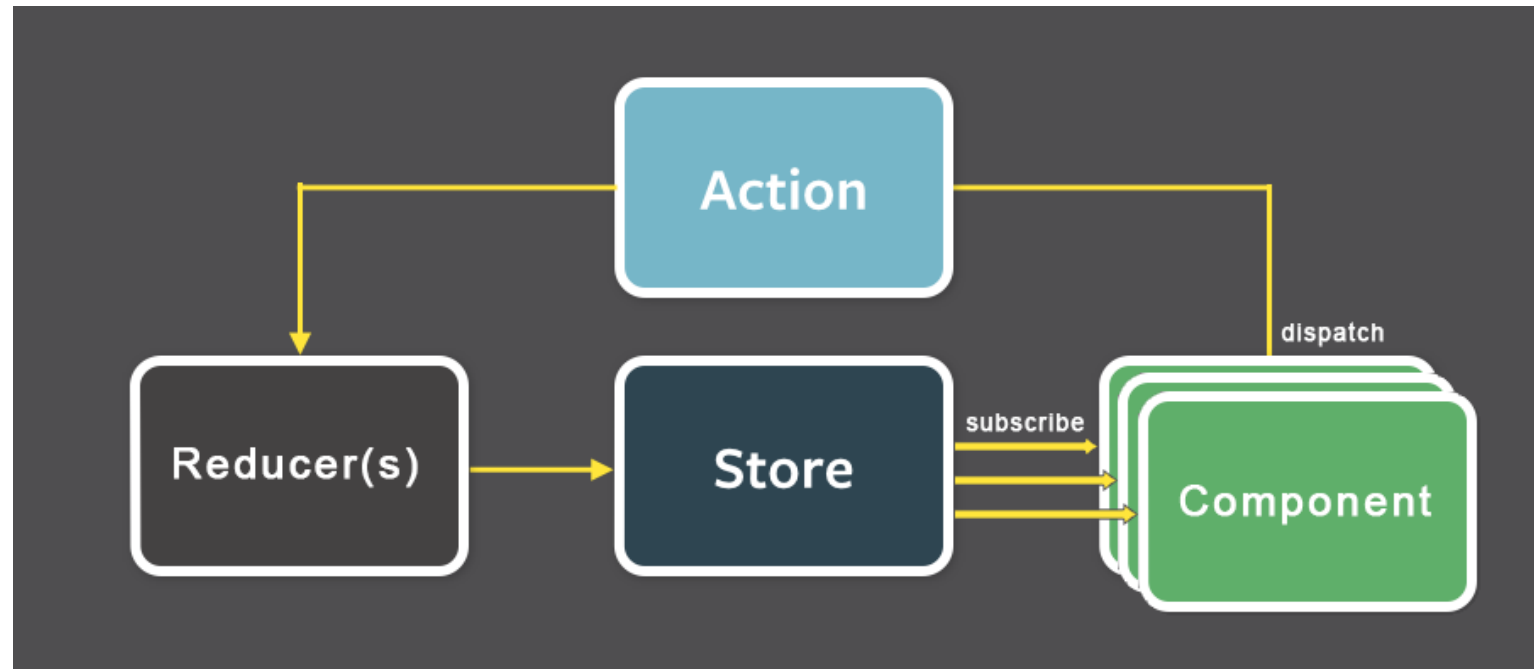 Action
dispatch
Reducer(s)
Store
subscribe
Component